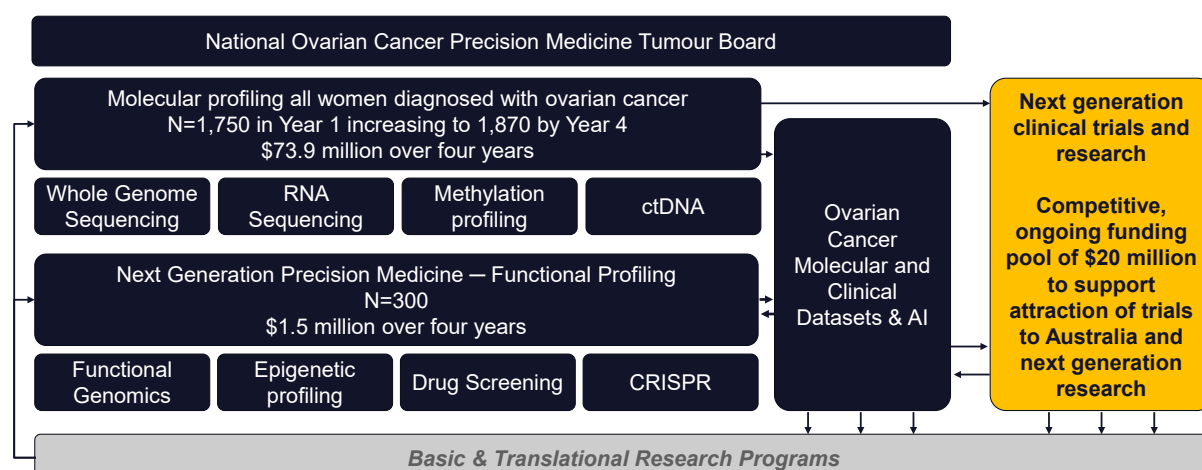 National Ovarian Cancer Precision Medicine Tumour Board
Molecular profiling all women diagnosed with ovarian cancer
N=1,750 in Year 1 increasing to 1,870 by Year 4
$73.9 million over four years
Whole Genome
Sequencing
RNA
Sequencing
Methylation
profiling
ctDNA
Next Generation Precision Medicine ─ Functional Profiling
N=300
$1.5 million over four years
Functional
Genomics
Epigenetic
profiling
Drug Screening
CRISPR
Ovarian
Cancer
Molecular and
Clinical
Datasets & AI
Next generation
clinical trials and
research
Competitive,
ongoing funding
pool of $20 million
to support
attraction of trials
to Australia and
next generation
research
Basic & Translational Research Programs